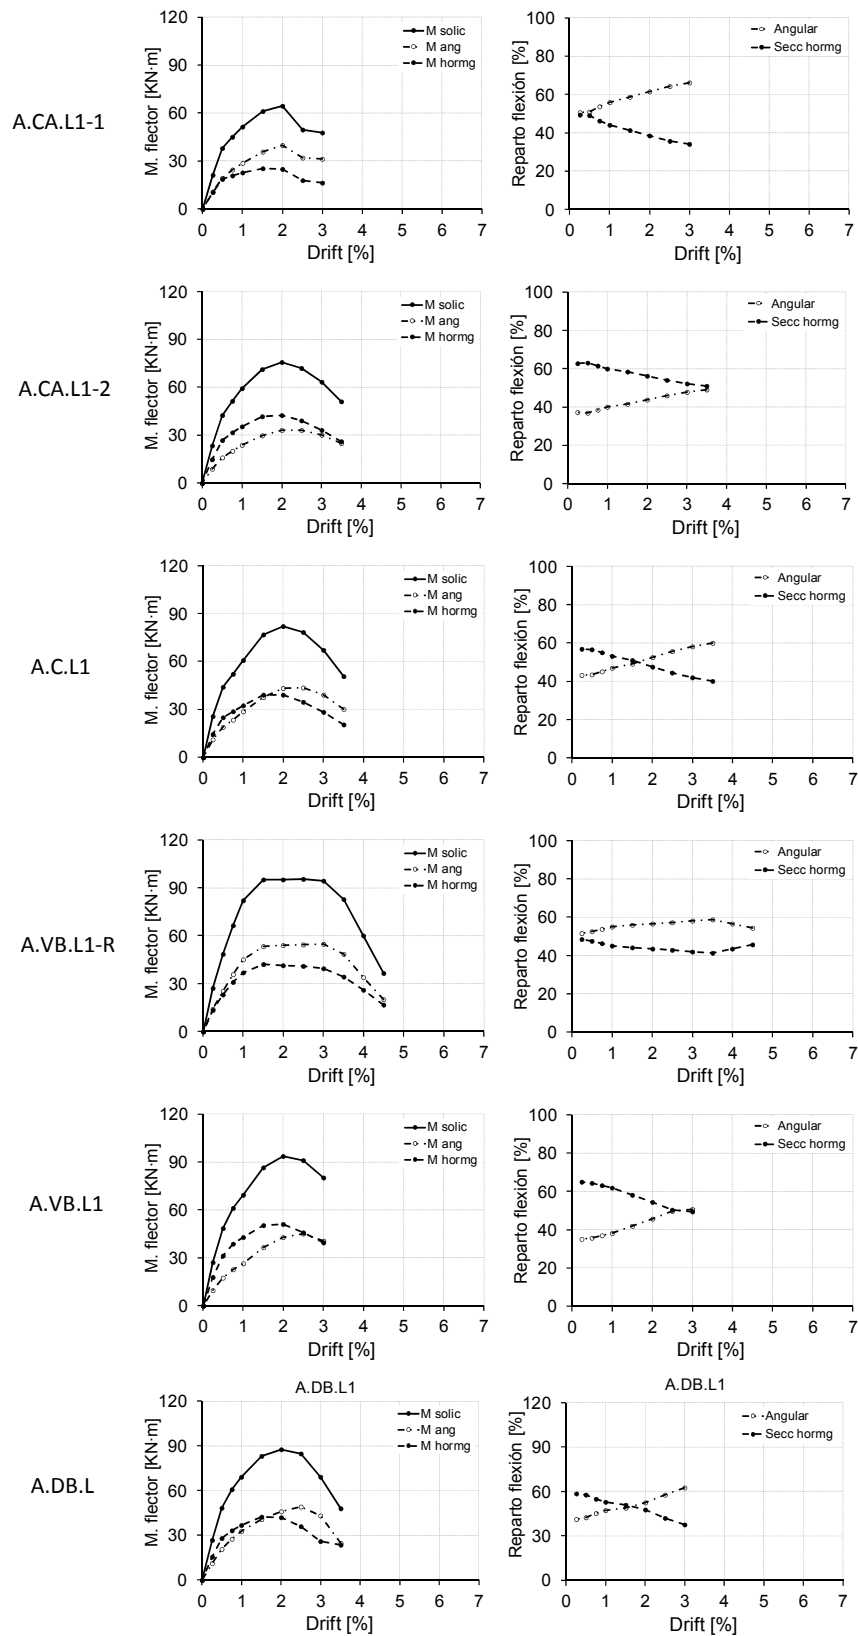 A.CA.L1-1
M. flector [KN·m]
120
90
60
30
0
0 1 2 3 4 5 6 7
Drift [%]
M solic
M ang
M hormg
Reparto flexión [%]
100
80
60
40
20
0
0 1 2 3 4 5 6 7
Drift [%]
Angular
Secc hormg
A.CA.L1-2
M. flector [KN·m]
120
90
60
30
0
0 1 2 3 4 5 6 7
Drift [%]
M solic
M ang
M hormg
Reparto flexión [%]
100
80
60
40
20
0
0 1 2 3 4 5 6 7
Drift [%]
Angular
Secc hormg
A.C.L1
M. flector [KN·m]
120
90
60
30
0
0 1 2 3 4 5 6 7
Drift [%]
M solic
M ang
M hormg
Reparto flexión [%]
100
80
60
40
20
0
0 1 2 3 4 5 6 7
Drift [%]
Angular
Secc hormg
A.VB.L1-R
M. flector [KN·m]
120
90
60
30
0
0 1 2 3 4 5 6 7
Drift [%]
M solic
M ang
M hormg
Reparto flexión [%]
100
80
60
40
20
0
0 1 2 3 4 5 6 7
Drift [%]
Angular
Secc hormg
A.VB.L1
M. flector [KN·m]
120
90
60
30
0
0 1 2 3 4 5 6 7
Drift [%]
M solic
M ang
M hormg
Reparto flexión [%]
100
80
60
40
20
0
0 1 2 3 4 5 6 7
Drift [%]
Angular
Secc hormg
A.DB.L
A.DB.L1
M. flector [KN·m]
120
90
60
30
0
0 1 2 3 4 5 6 7
Drift [%]
M solic
M ang
M hormg
A.DB.L1
Reparto flexión [%]
100
80
60
40
20
0
0 1 2 3 4 5 6 7
Drift [%]
Angular
Secc hormg